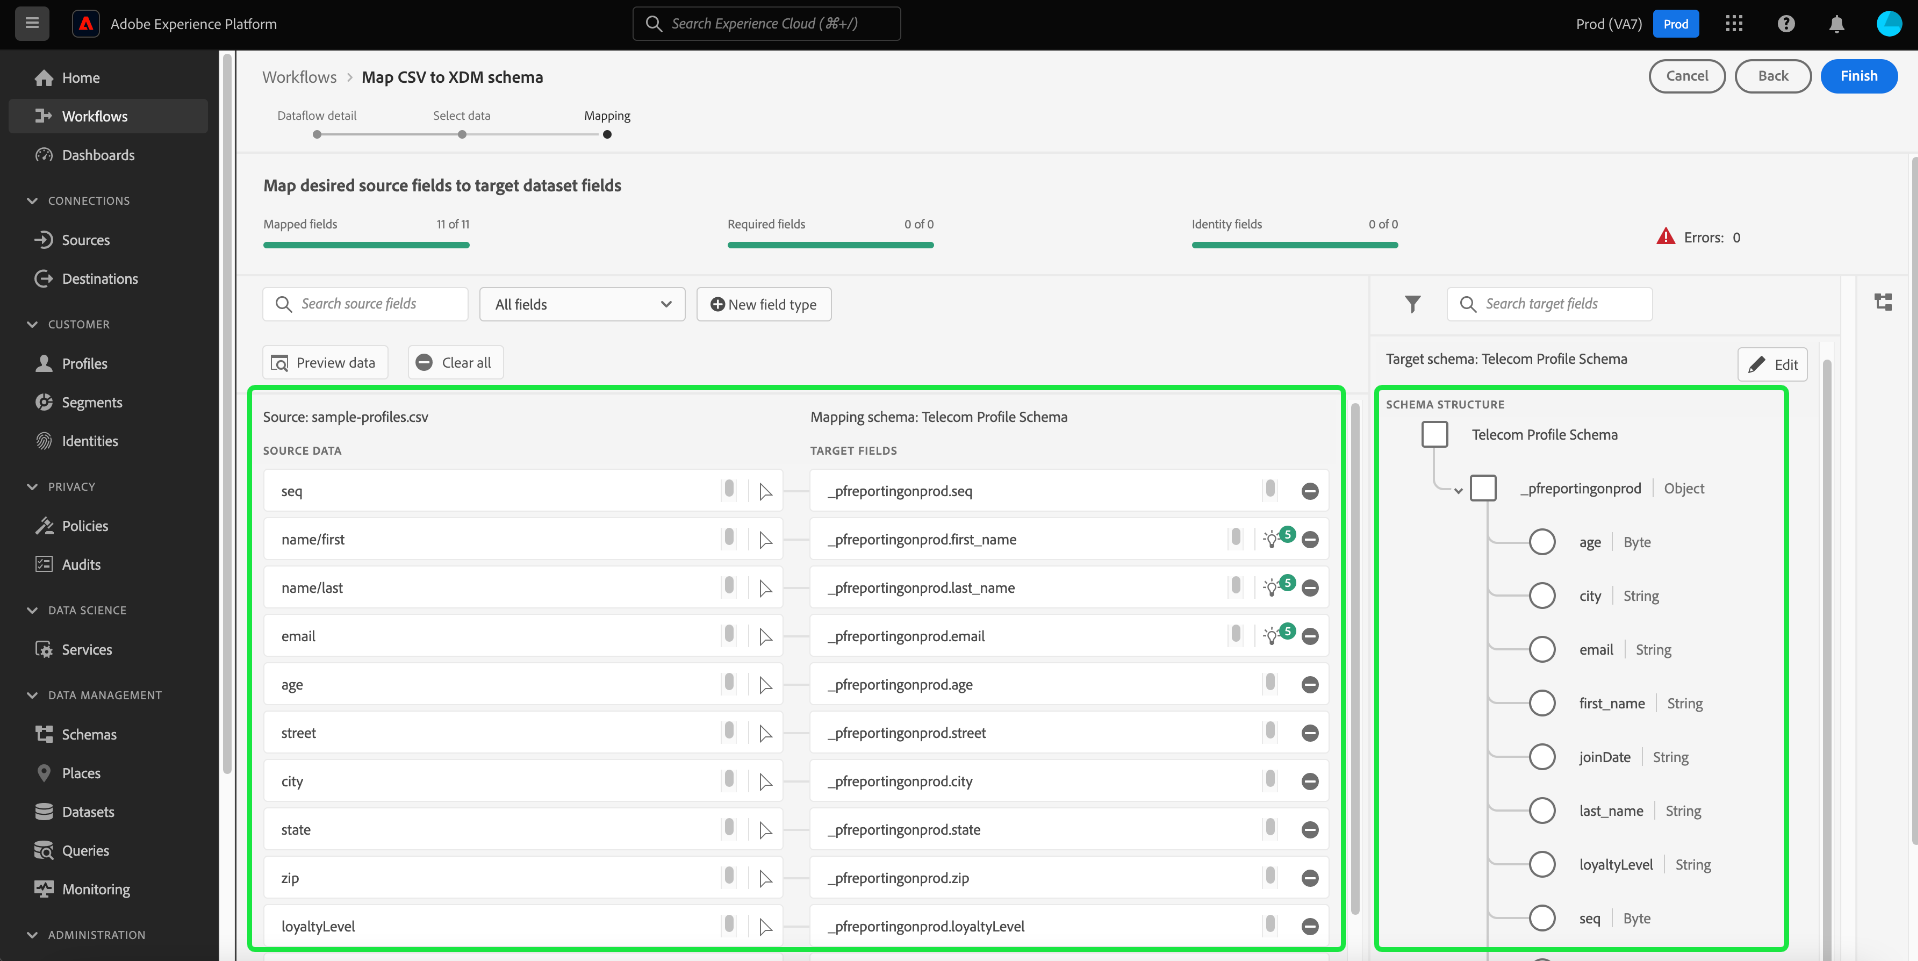 Adobe Experience Platform
Search Experience Cloud (⌘+/)
Prod (VA7)
Prod
Home
Workflows
Dashboards
CONNECTIONS
Sources
Destinations
CUSTOMER
Profiles
Segments
Identities
PRIVACY
Policies
Audits
DATA SCIENCE
Services
DATA MANAGEMENT
Schemas
Places
Datasets
Queries
Monitoring
ADMINISTRATION
Workflows > Map CSV to XDM schema
Cancel
Back
Finish
Dataflow detail
Select data
Mapping
Map desired source fields to target dataset fields
Mapped fields 11 of 11
Required fields 0 of 0
Identity fields 0 of 0
Errors: 0
Search source fields
All fields
New field type
Preview data
Clear all
Source: sample-profiles.csv
Mapping schema: Telecom Profile Schema
SOURCE DATA
TARGET FIELDS
seq
_pfreportingonprod.seq
name/first
_pfreportingonprod.first_name
5
name/last
_pfreportingonprod.last_name
5
email
_pfreportingonprod.email
5
age
_pfreportingonprod.age
street
_pfreportingonprod.street
city
_pfreportingonprod.city
state
_pfreportingonprod.state
zip
_pfreportingonprod.zip
loyaltyLevel
_pfreportingonprod.loyaltyLevel
Search target fields
Target schema: Telecom Profile Schema
Edit
SCHEMA STRUCTURE
Telecom Profile Schema
_pfreportingonprod Object
age Byte
city String
email String
first_name String
joinDate String
last_name String
loyaltyLevel String
seq Byte